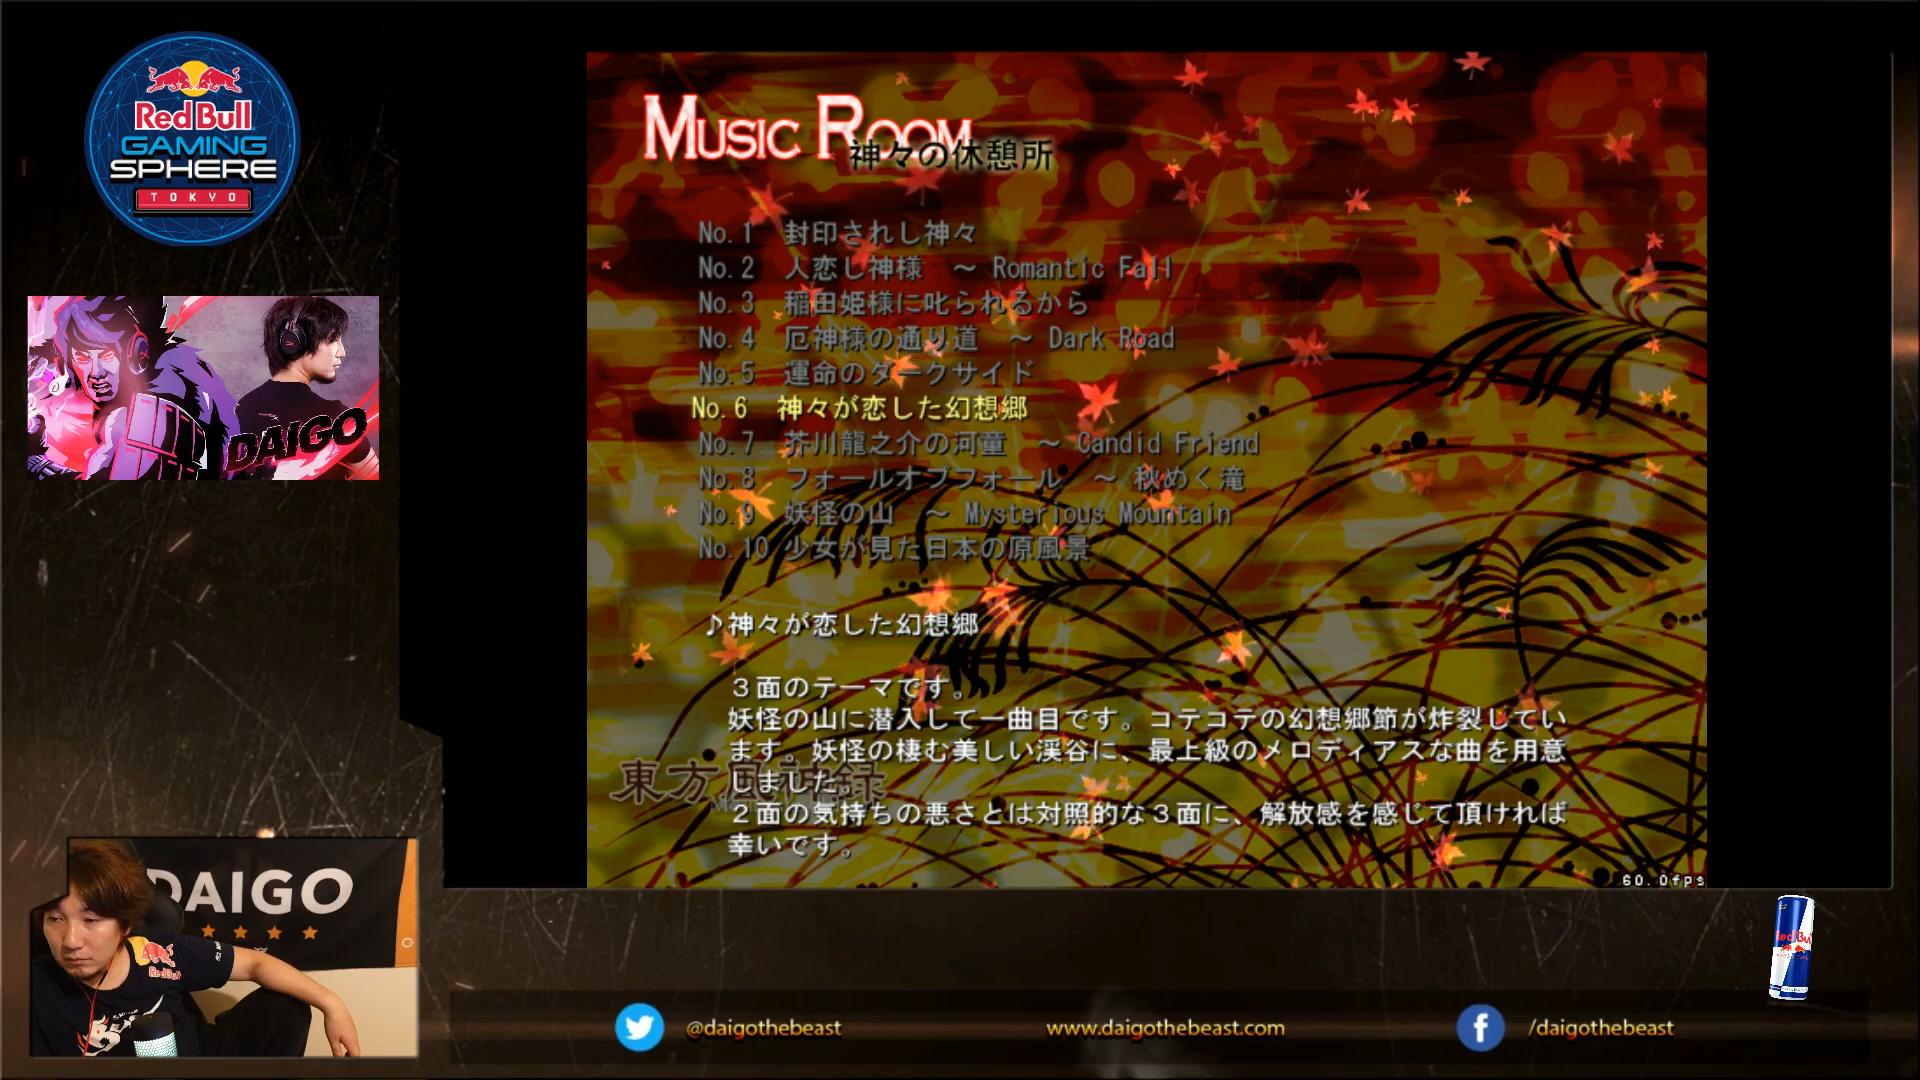 Red Bull
GAMING
SPHERE
TOKYO
DAIGO
MUSIC ROOM
神々の休憩所
No.1 封印されし神々
No.2 人恋し神様 ～ Romantic Fall
No.3 稲田姫様に叱られるから
No.4 厄神様の通り道 ～ Dark Road
No.5 運命のダークサイド
No.6 神々が恋した幻想郷
No.7 芥川龍之介の河童 ～ Candid Friend
No.8 フォールオブフォール ～ 秋めく滝
No.9 妖怪の山 ～ Mysterious Mountain
No.10 少女が見た日本の原風景
♪神々が恋した幻想郷
３面のテーマです。
妖怪の山に潜入して一曲目です。コテコテの幻想郷節が炸裂してい
ます。妖怪の棲む美しい渓谷に、最上級のメロディアスな曲を用意
しました。
２面の気持ちの悪さとは対照的な３面に、解放感を感じて頂ければ
幸いです。
東方風神録
60.0fps
DAIGO
Red Bull
Red Bull
@daigothebeast
www.daigothebeast.com
/daigothebeast